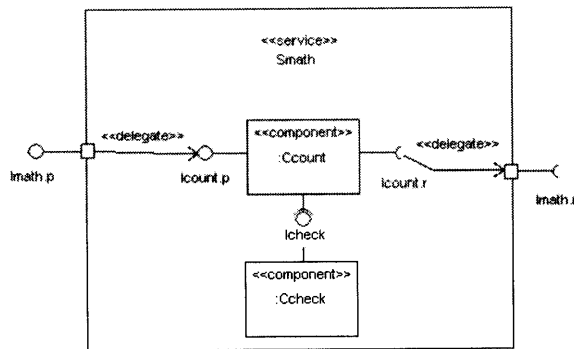 <<service>>
Smath
<<delegate>>
<<component>>
<<delegate>>
:Ccount
Imath.p
Icount.p
Icount.r
Icheck
<<component>>
:Ccheck